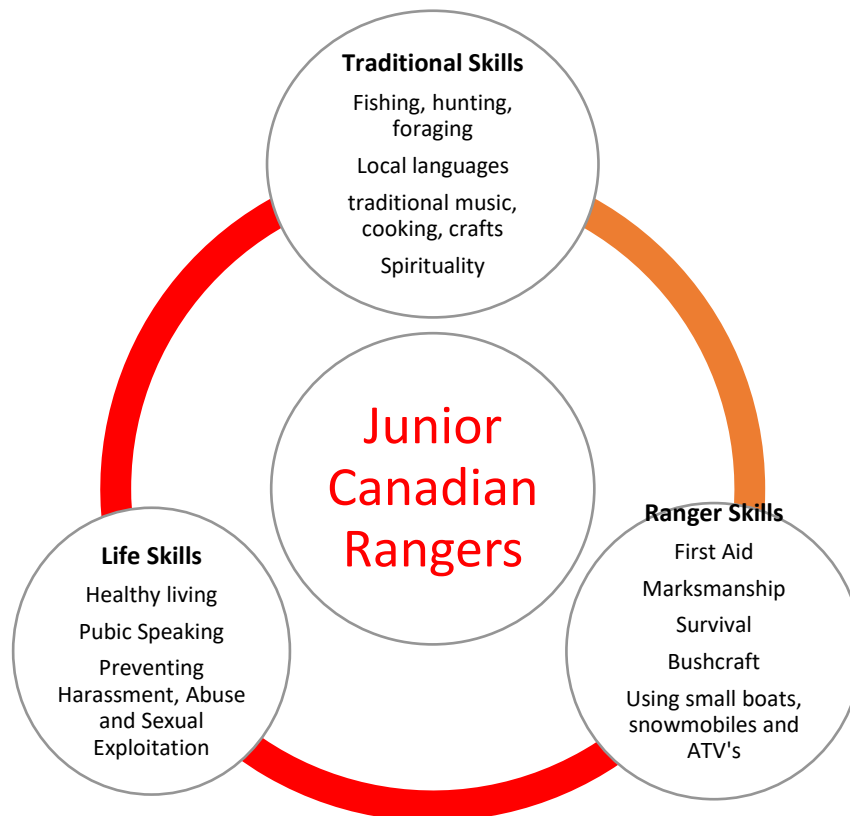 Traditional Skills
Fishing, hunting,
foraging
Local languages
traditional music,
cooking, crafts
Spirituality
Junior
Canadian
Rangers
Life Skills
Healthy living
Pubic Speaking
Preventing
Harassment, Abuse
and Sexual
Exploitation
Ranger Skills
First Aid
Marksmanship
Survival
Bushcraft
Using small boats,
snowmobiles and
ATV's